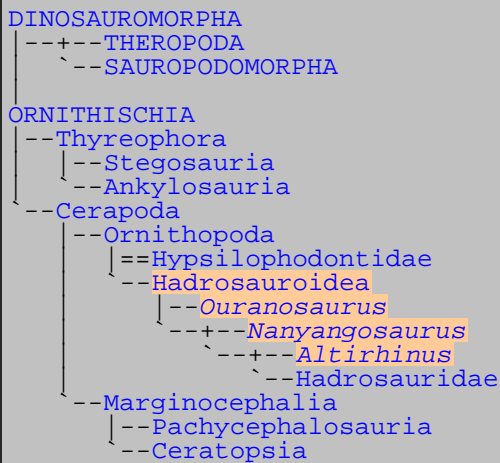 DINOSAUROMORPHA
|--+--THEROPODA
|  `--SAUROPODOMORPHA
|
ORNITHISCHIA
|--Thyreophora
|  |--Stegosauria
|  `--Ankylosauria
`--Cerapoda
   |--Ornithopoda
   |  |==Hypsilophodontidae
   |  `--Hadrosauroidea
   |     |--Ouranosaurus
   |     `--+--Nanyangosaurus
   |        `--+--Altirhinus
   |           `--Hadrosauridae
   `--Marginocephalia
      |--Pachycephalosauria
      `--Ceratopsia